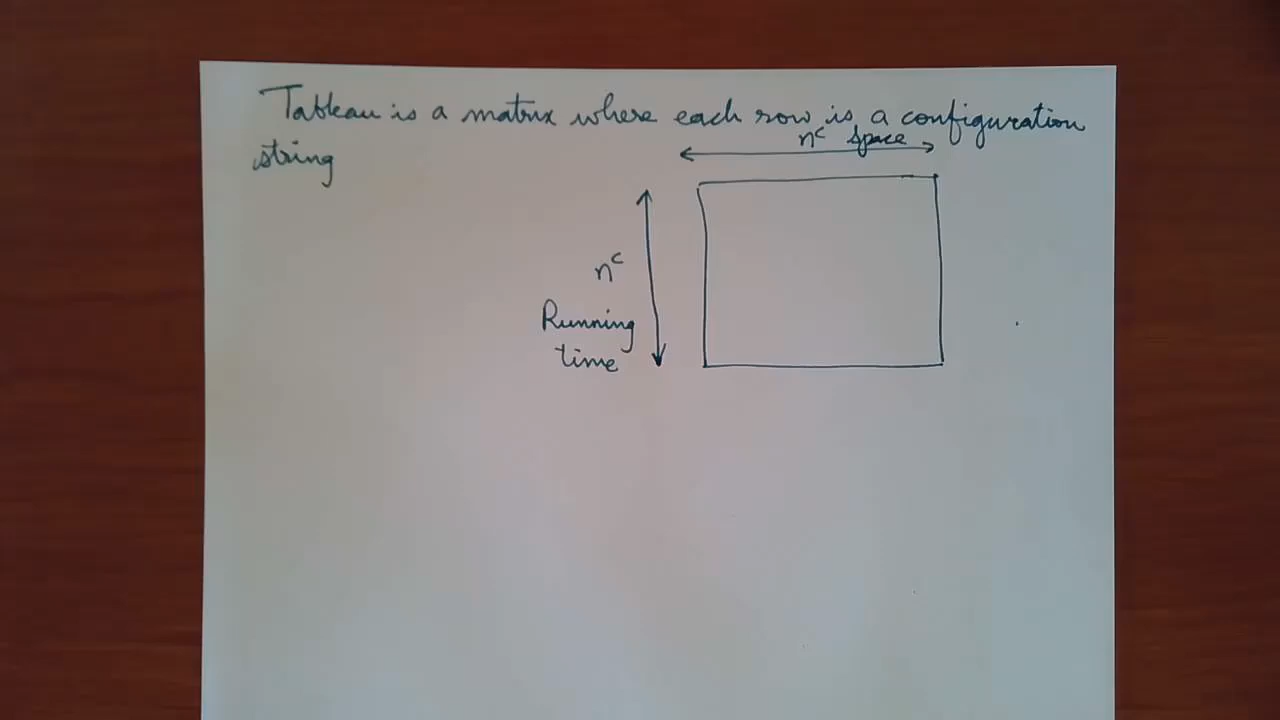 Tableau is a matrix where each row is a configuration
string
n^c space
n^c
Running
time